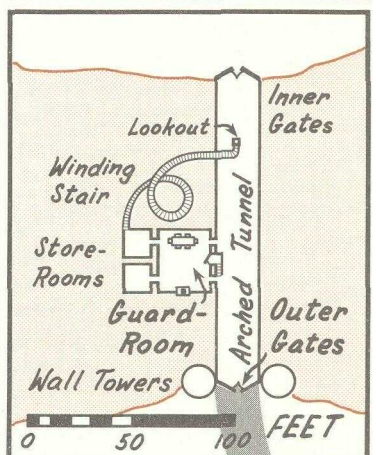 Inner
Gates
Lookout
Winding
Stair
Arched Tunnel
Store-
Rooms
Guard-
Room
Outer
Gates
Wall Towers
0 50 100 FEET